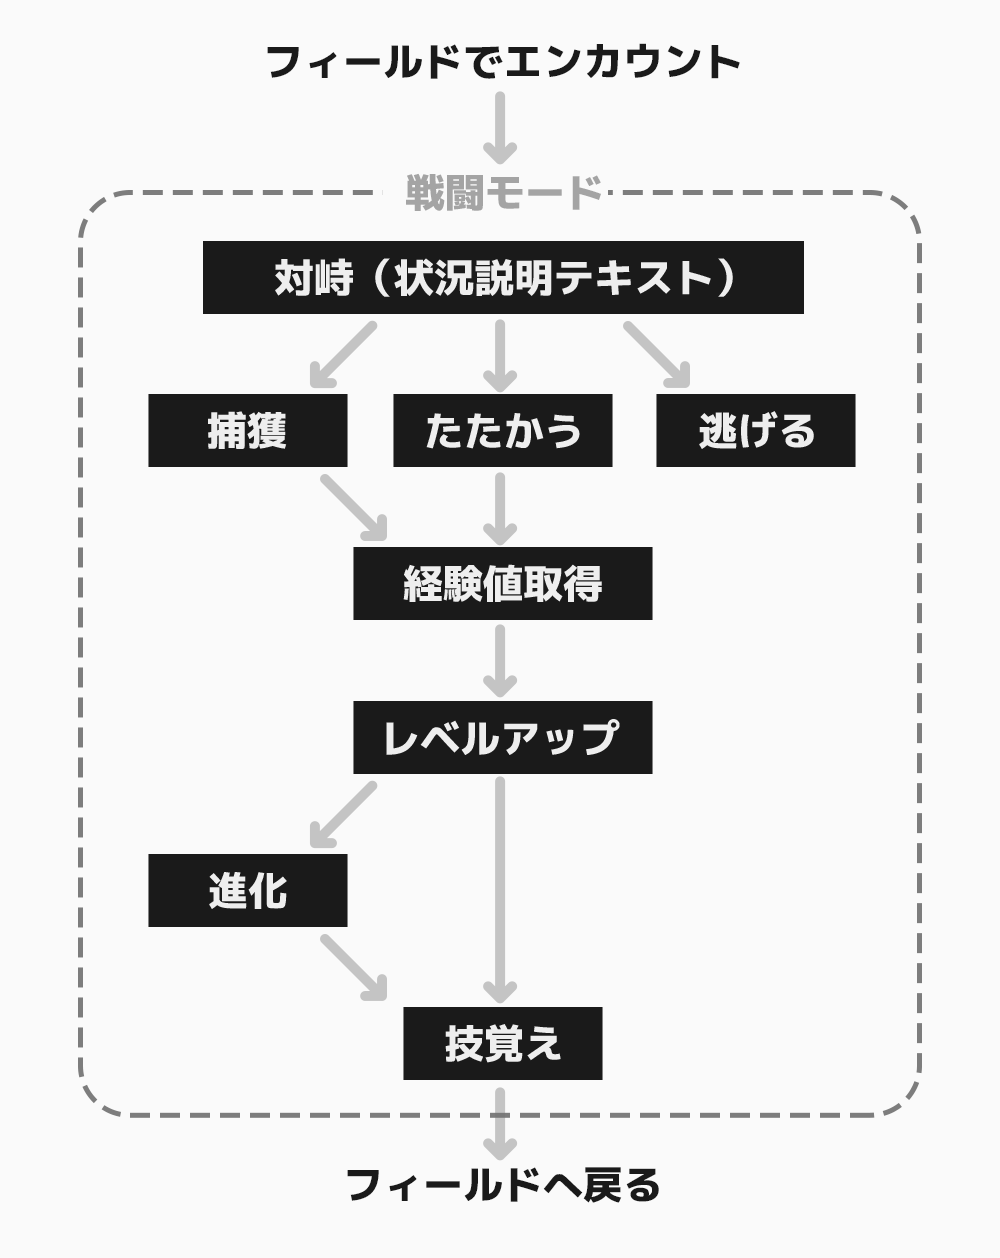 フィールドでエンカウント
戦闘モード
対峙（状況説明テキスト）
捕獲
たたかう
逃げる
経験値取得
レベルアップ
進化
技覚え
フィールドへ戻る